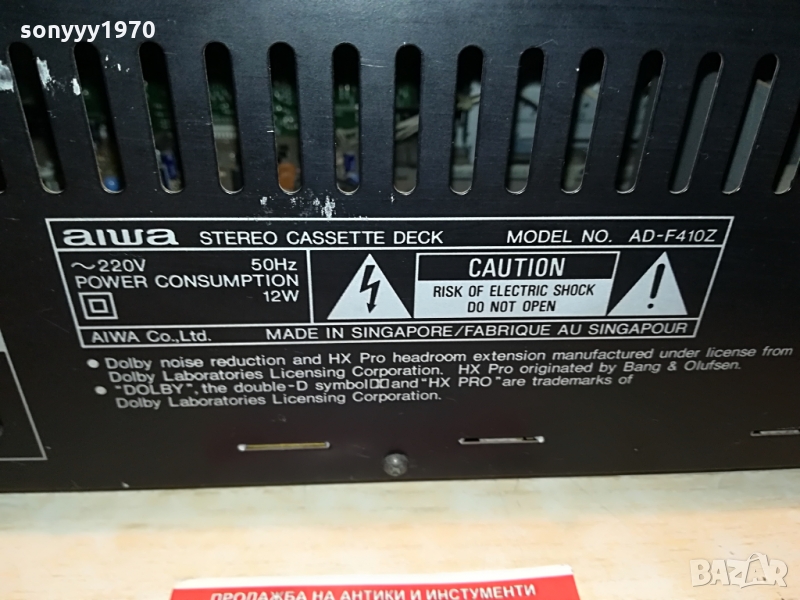 sonyyy1970
aiwa STEREO CASSETTE DECK MODEL NO. AD-F410Z
~220V 50Hz
POWER CONSUMPTION
12W
CAUTION
RISK OF ELECTRIC SHOCK
DO NOT OPEN
AIWA Co.,Ltd. MADE IN SINGAPORE/FABRIQUE AU SINGAPOUR
• Dolby noise reduction and HX Pro headroom extension manufactured under license from
Dolby Laboratories Licensing Corporation. HX Pro originated by Bang & Olufsen.
• "DOLBY", the double-D symbol and "HX PRO" are trademarks of
Dolby Laboratories Licensing Corporation.
ПРОДАЖБА НА АНТИКИ И ИНСТУМЕНТИ
BAZAR